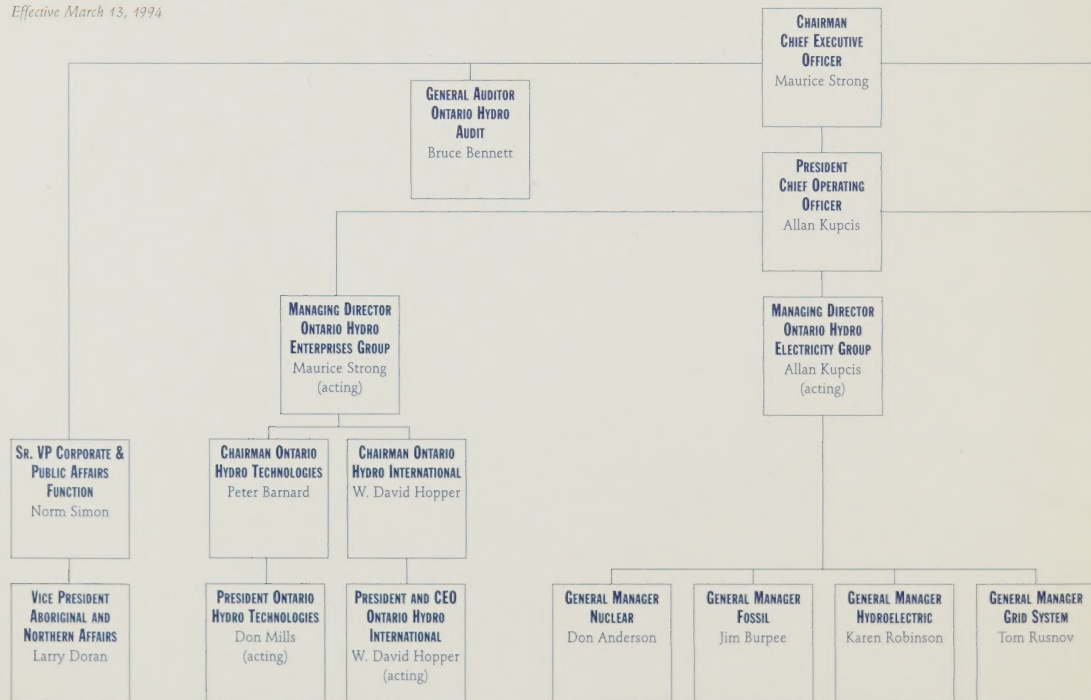 Effective March 13, 1994
CHAIRMAN
CHIEF EXECUTIVE
OFFICER
Maurice Strong
GENERAL AUDITOR
ONTARIO HYDRO
AUDIT
Bruce Bennett
PRESIDENT
CHIEF OPERATING
OFFICER
Allan Kupcis
MANAGING DIRECTOR
ONTARIO HYDRO
ENTERPRISES GROUP
Maurice Strong
(acting)
MANAGING DIRECTOR
ONTARIO HYDRO
ELECTRICITY GROUP
Allan Kupcis
(acting)
SR. VP CORPORATE &
PUBLIC AFFAIRS
FUNCTION
Norm Simon
CHAIRMAN ONTARIO
HYDRO TECHNOLOGIES
Peter Barnard
CHAIRMAN ONTARIO
HYDRO INTERNATIONAL
W. David Hopper
VICE PRESIDENT
ABORIGINAL AND
NORTHERN AFFAIRS
Larry Doran
PRESIDENT ONTARIO
HYDRO TECHNOLOGIES
Don Mills
(acting)
PRESIDENT AND CEO
ONTARIO HYDRO
INTERNATIONAL
W. David Hopper
(acting)
GENERAL MANAGER
NUCLEAR
Don Anderson
GENERAL MANAGER
FOSSIL
Jim Burpee
GENERAL MANAGER
HYDROELECTRIC
Karen Robinson
GENERAL MANAGER
GRID SYSTEM
Tom Rusnov